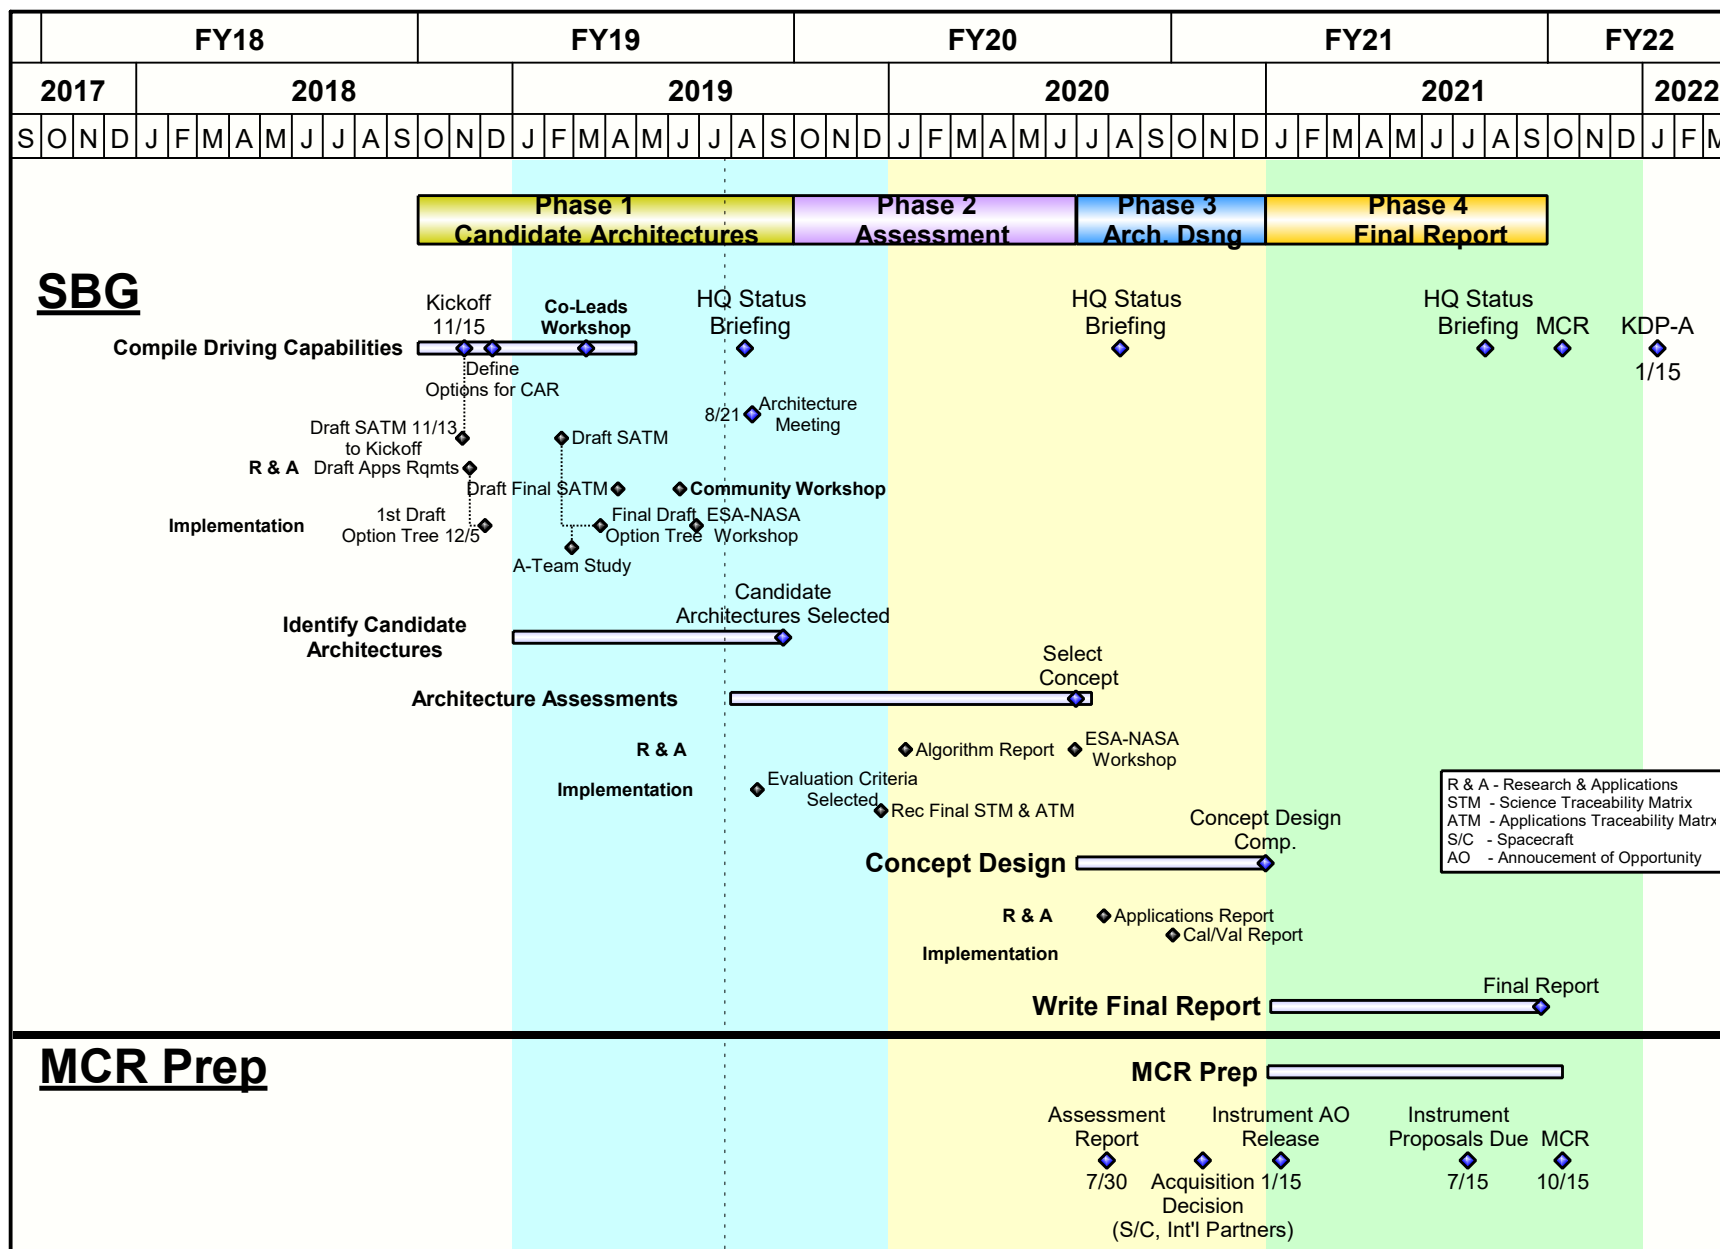 FY18 FY19 FY20 FY21 FY22
2017 2018 2019 2020 2021 2022
S O N D J F M A M J J A S O N D J F M A M J J A S O N D J F M A M J J A S O N D J F M A M J J A S O N D J F M
Phase 1 Phase 2 Phase 3 Phase 4
Candidate Architectures Assessment Arch. Dsng Final Report
SBG
Kickoff
11/15
Co-Leads
Workshop
HQ Status
Briefing
HQ Status
Briefing
HQ Status
Briefing
MCR
KDP-A
1/15
Compile Driving Capabilities
Define
Options for CAR
8/21
Architecture
Meeting
Draft SATM 11/13
to Kickoff
Draft SATM
R & A
Draft Apps Rqmts
Draft Final SATM
Community Workshop
Implementation
1st Draft
Option Tree 12/5
Final Draft
Option Tree
ESA-NASA
Workshop
A-Team Study
Candidate
Architectures Selected
Identify Candidate
Architectures
Select
Concept
Architecture Assessments
R & A
Algorithm Report
ESA-NASA
Workshop
Implementation
Evaluation Criteria
Selected
Rec Final STM & ATM
R & A - Research & Applications
STM - Science Traceability Matrix
ATM - Applications Traceability Matrx
S/C - Spacecraft
AO - Annoucement of Opportunity
Concept Design
Comp.
Concept Design
R & A
Applications Report
Cal/Val Report
Implementation
Final Report
Write Final Report
MCR Prep
MCR Prep
Assessment
Report
7/30
Acquisition
Decision
(S/C, Int'l Partners)
Instrument AO
Release
1/15
Instrument
Proposals Due
7/15
MCR
10/15